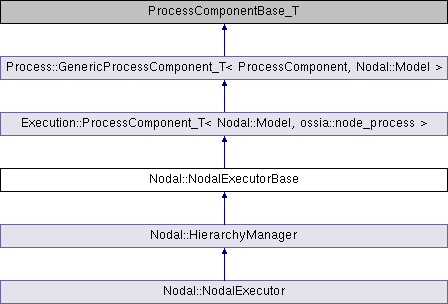 ProcessComponentBase_T
Process::GenericProcessComponent_T< ProcessComponent, Nodal::Model >
Execution::ProcessComponent_T< Nodal::Model, ossia::node_process >
Nodal::NodalExecutorBase
Nodal::HierarchyManager
Nodal::NodalExecutor